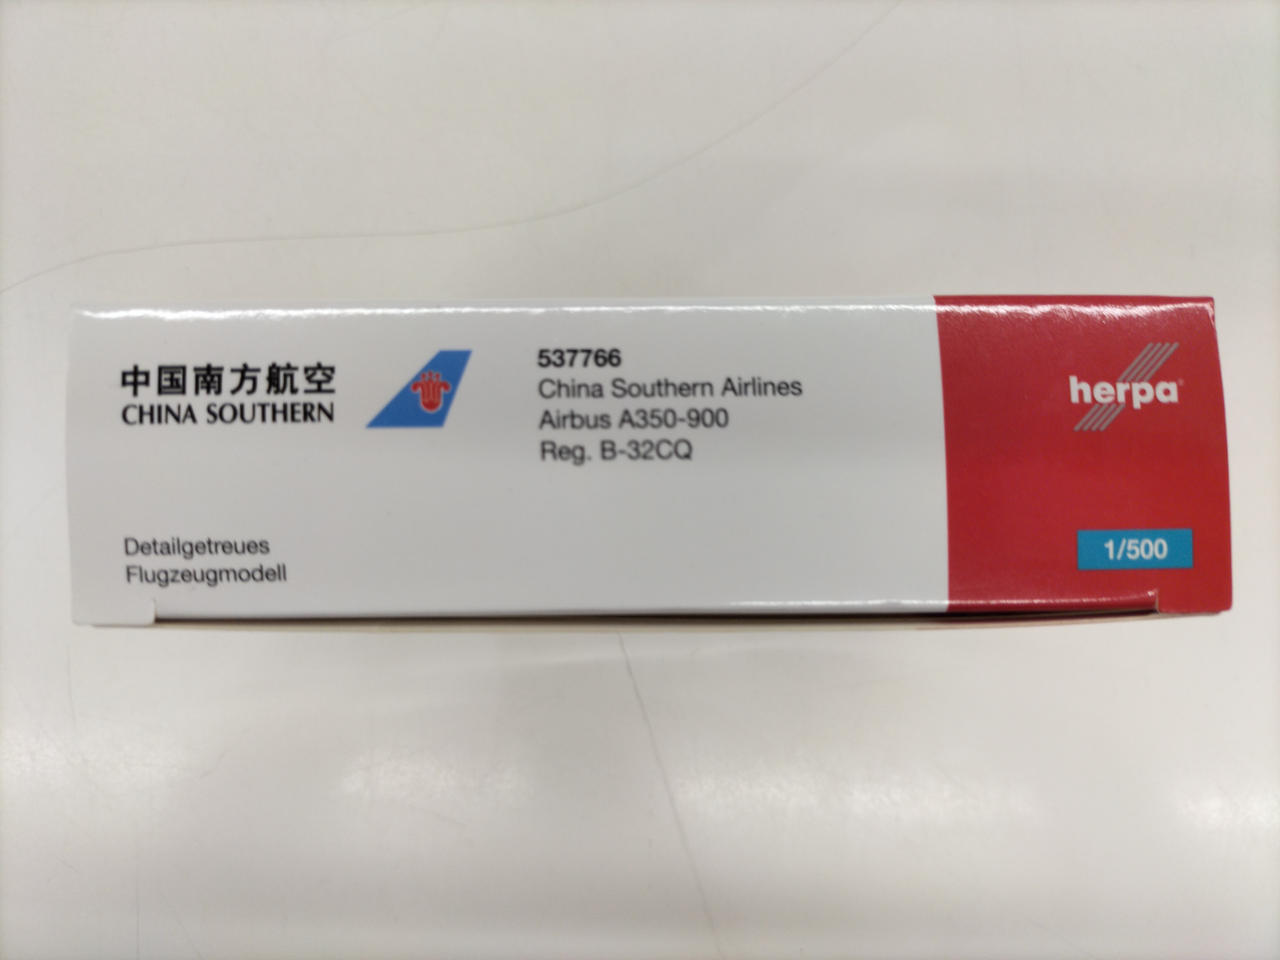 中国南方航空
CHINA SOUTHERN
537766
China Southern Airlines
Airbus A350-900
Reg. B-32CQ
Detailgetreues
Flugzeugmodell
herpa®
1/500